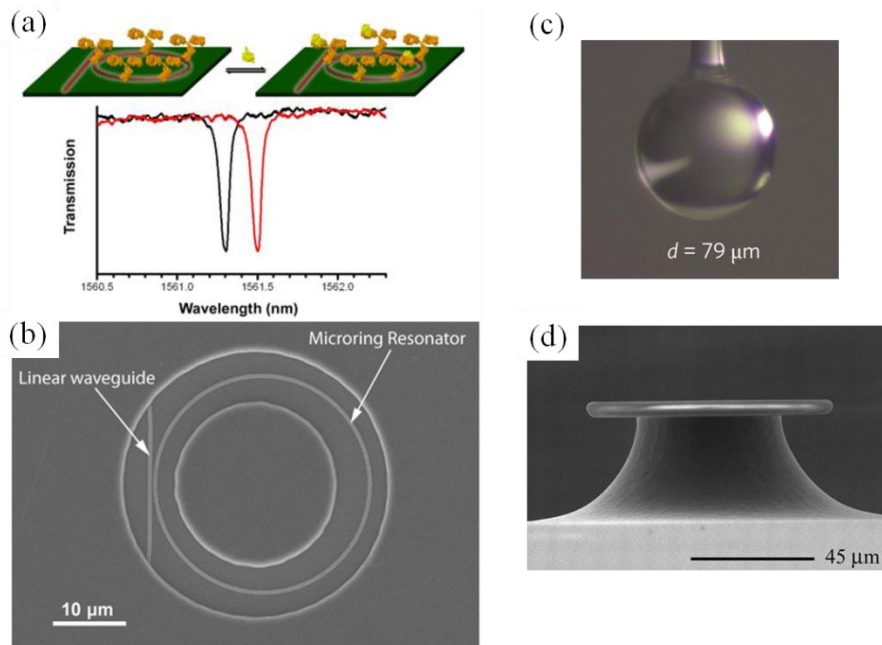 (a)
Transmission
1560.5 1561.0 1561.5 1562.0
Wavelength (nm)
(b)
Microring Resonator
Linear waveguide
10 μm
(c)
d = 79 μm
(d)
45 μm